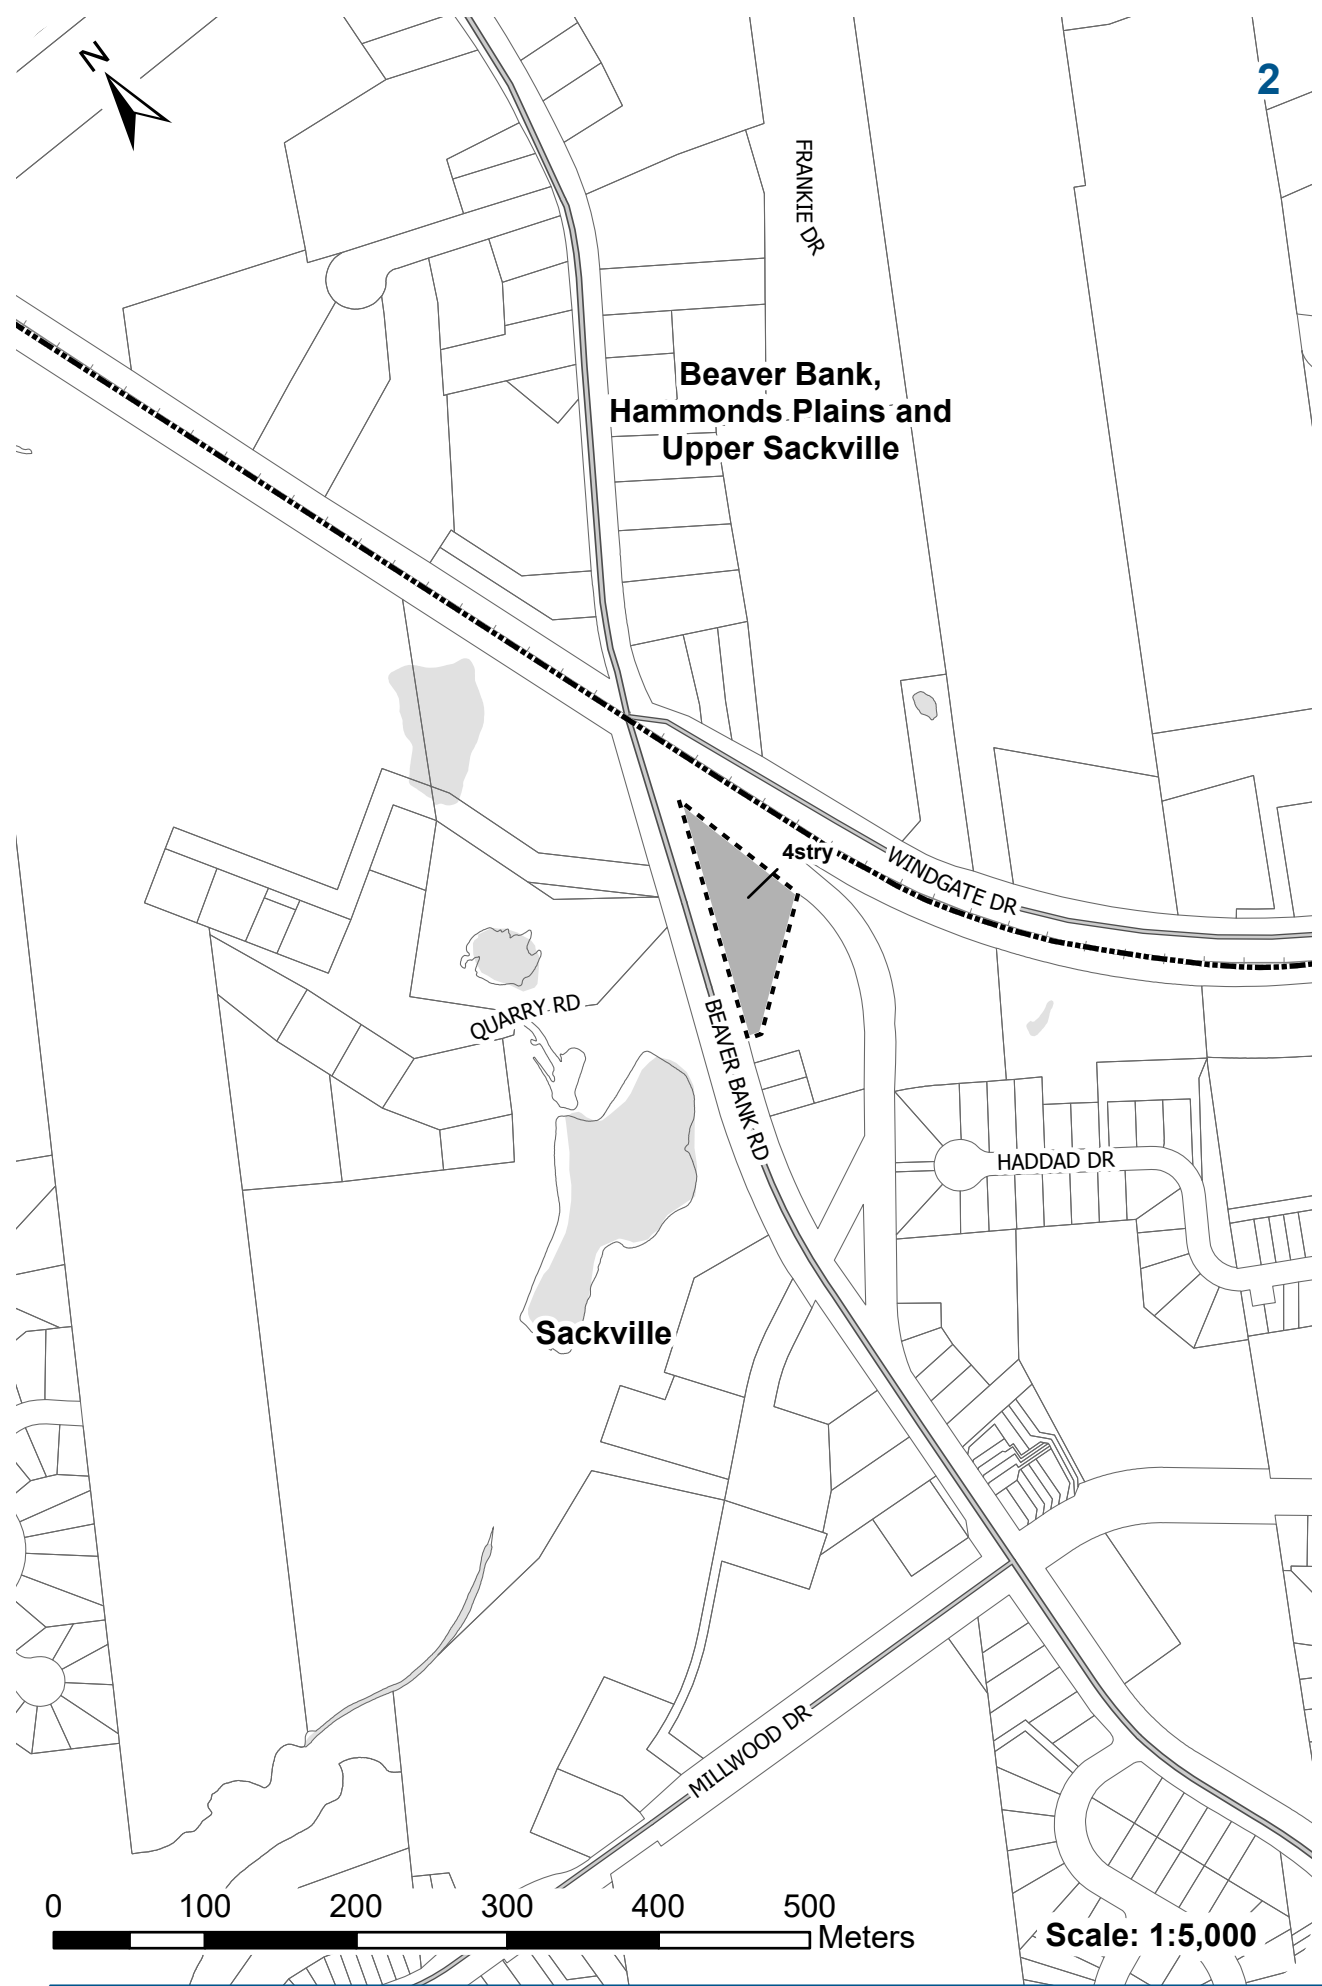 N
2
FRANKIE DR
Beaver Bank,
Hammonds Plains and
Upper Sackville
4stry
WINDGATE DR
QUARRY RD
BEAVER BANK RD
HADDAD DR
Sackville
MILLWOOD DR
0 100 200 300 400 500
Meters
Scale: 1:5,000